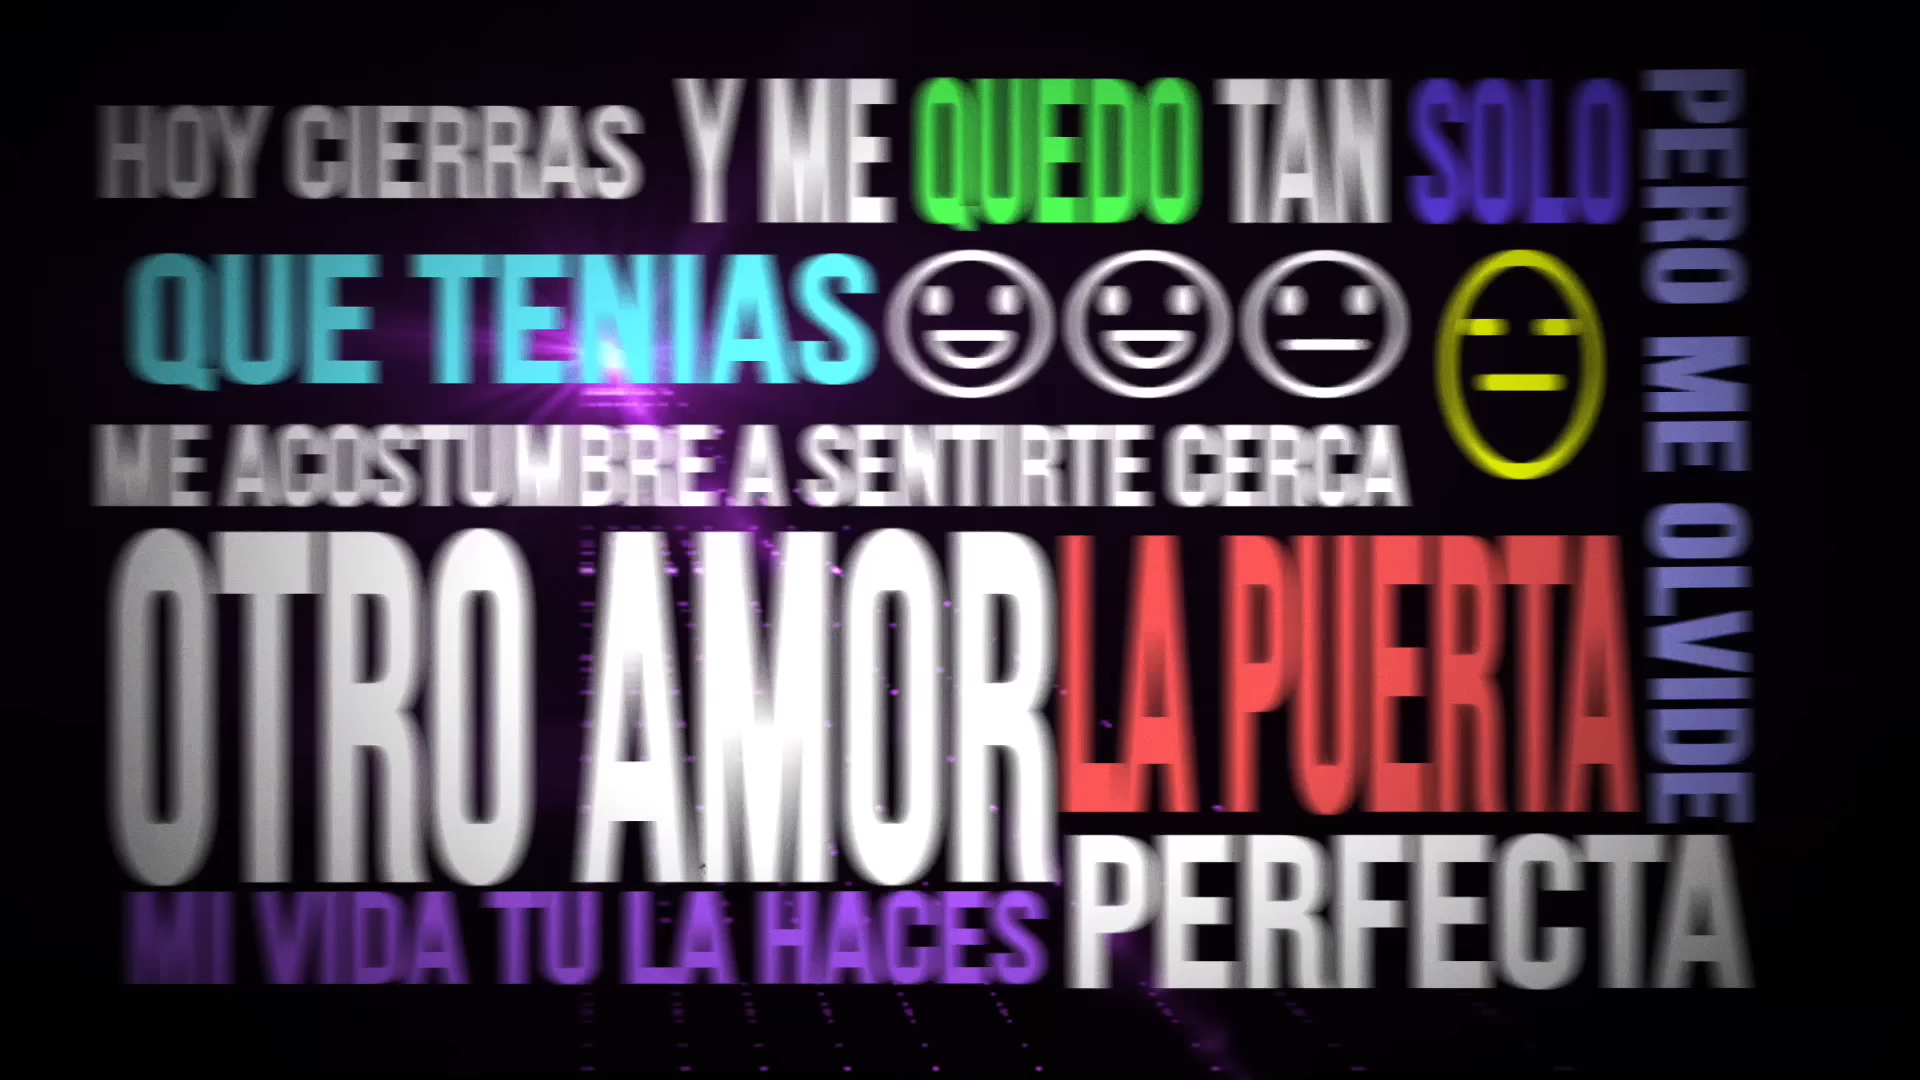 HOY CIERRAS Y ME QUEDO TAN SOLO
QUE TENIAS
ME ACOSTUMBRE A SENTIRTE CERCA
OTRO AMOR
LA PUERTA
MI VIDA TU LA HACES
PERFECTA
PERO ME OLVIDE